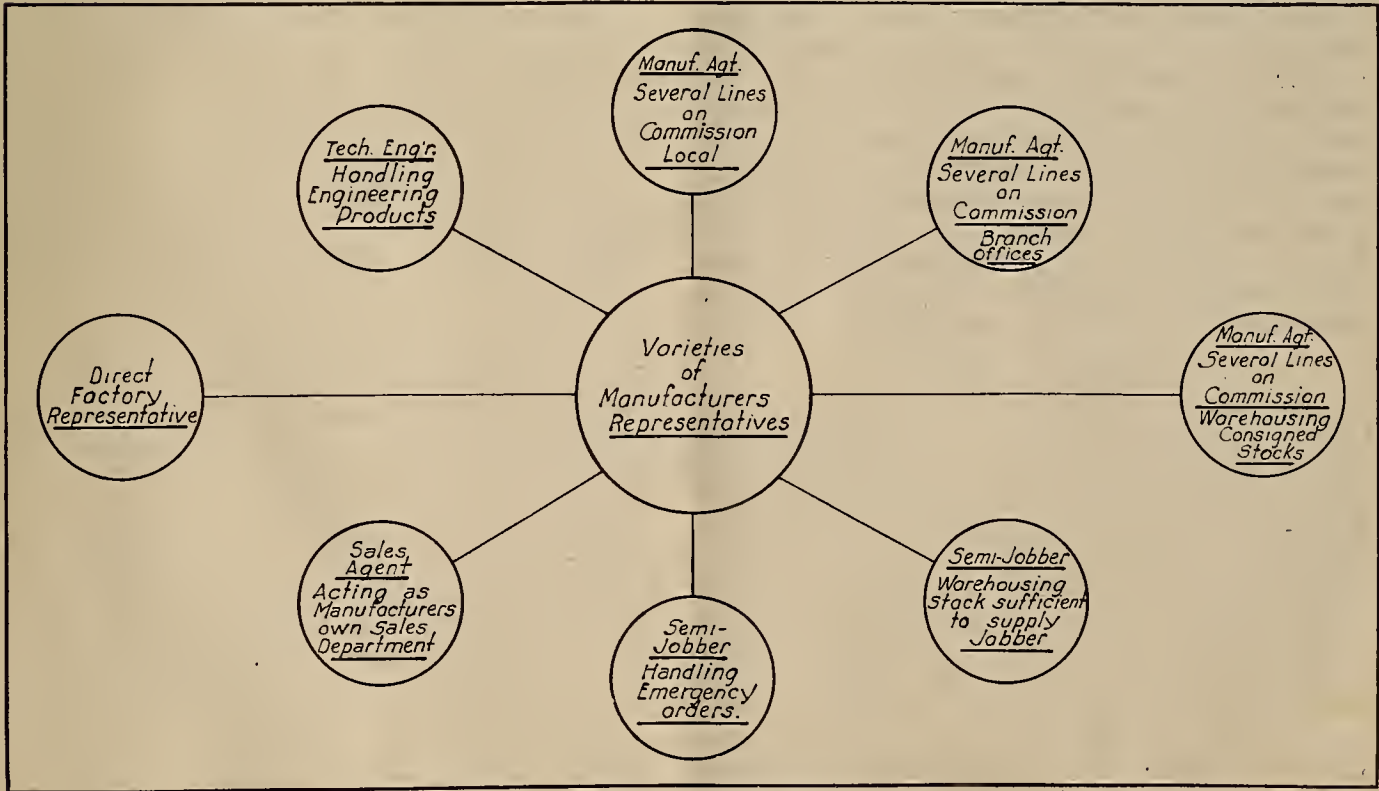 Manuf. Agt.
Several Lines
on
Commission
Local
Tech. Eng'r.
Handling
Engineering
Products
Manuf. Agt.
Several Lines
on
Commission
Branch
offices
Direct
Factory
Representative
Varieties
of
Manufacturers
Representatives
Manuf. Agt.
Several Lines
on
Commission
Warehousing
Consigned
Stocks
Sales
Agent
Acting as
Manufacturers
own Sales
Department
Semi-
Jobber
Handling
Emergency
orders.
Semi-Jobber
Warehousing
Stock sufficient
to supply
Jobber